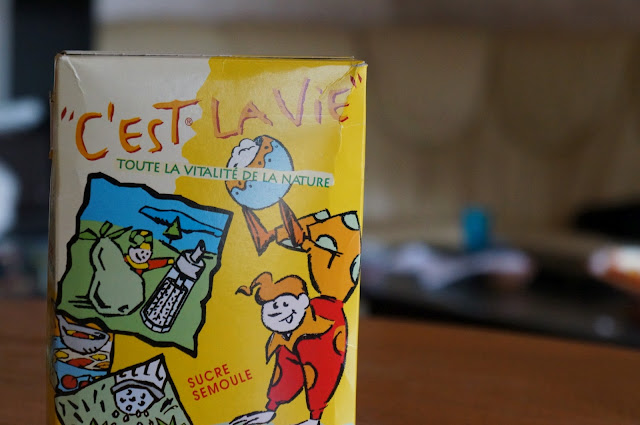 "C'EST® LA VIE"
TOUTE LA VITALITÉ DE LA NATURE
SUCRE
SEMOULE